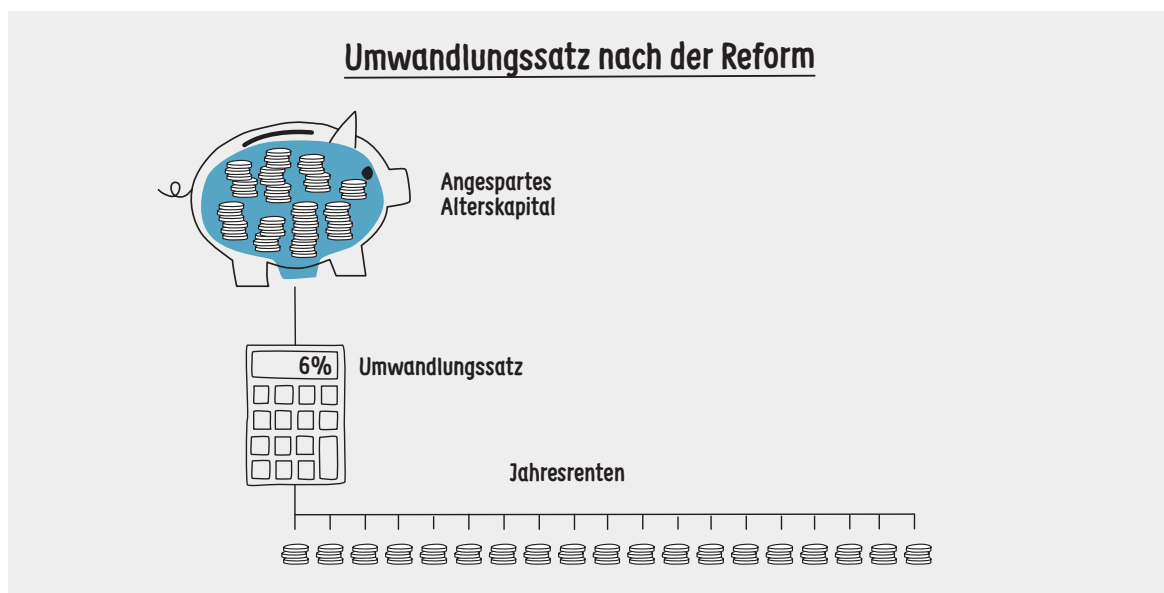 Umwandlungssatz nach der Reform
Angespartes
Alterskapital
6%
Umwandlungssatz
Jahresrenten